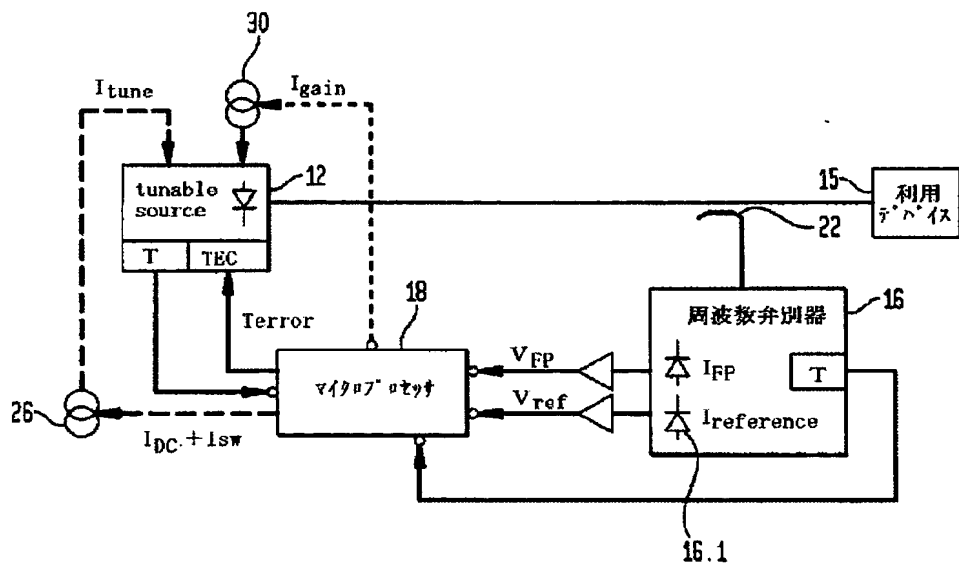 30
Itune
Igain
12
tunable
source
T
TEC
15
利用
デバイス
22
18
16
周波数弁別器
Terror
VFP
IFP
T
マイクロプロセッサ
Vref
Ireference
26
IDC.+Isw
16.1